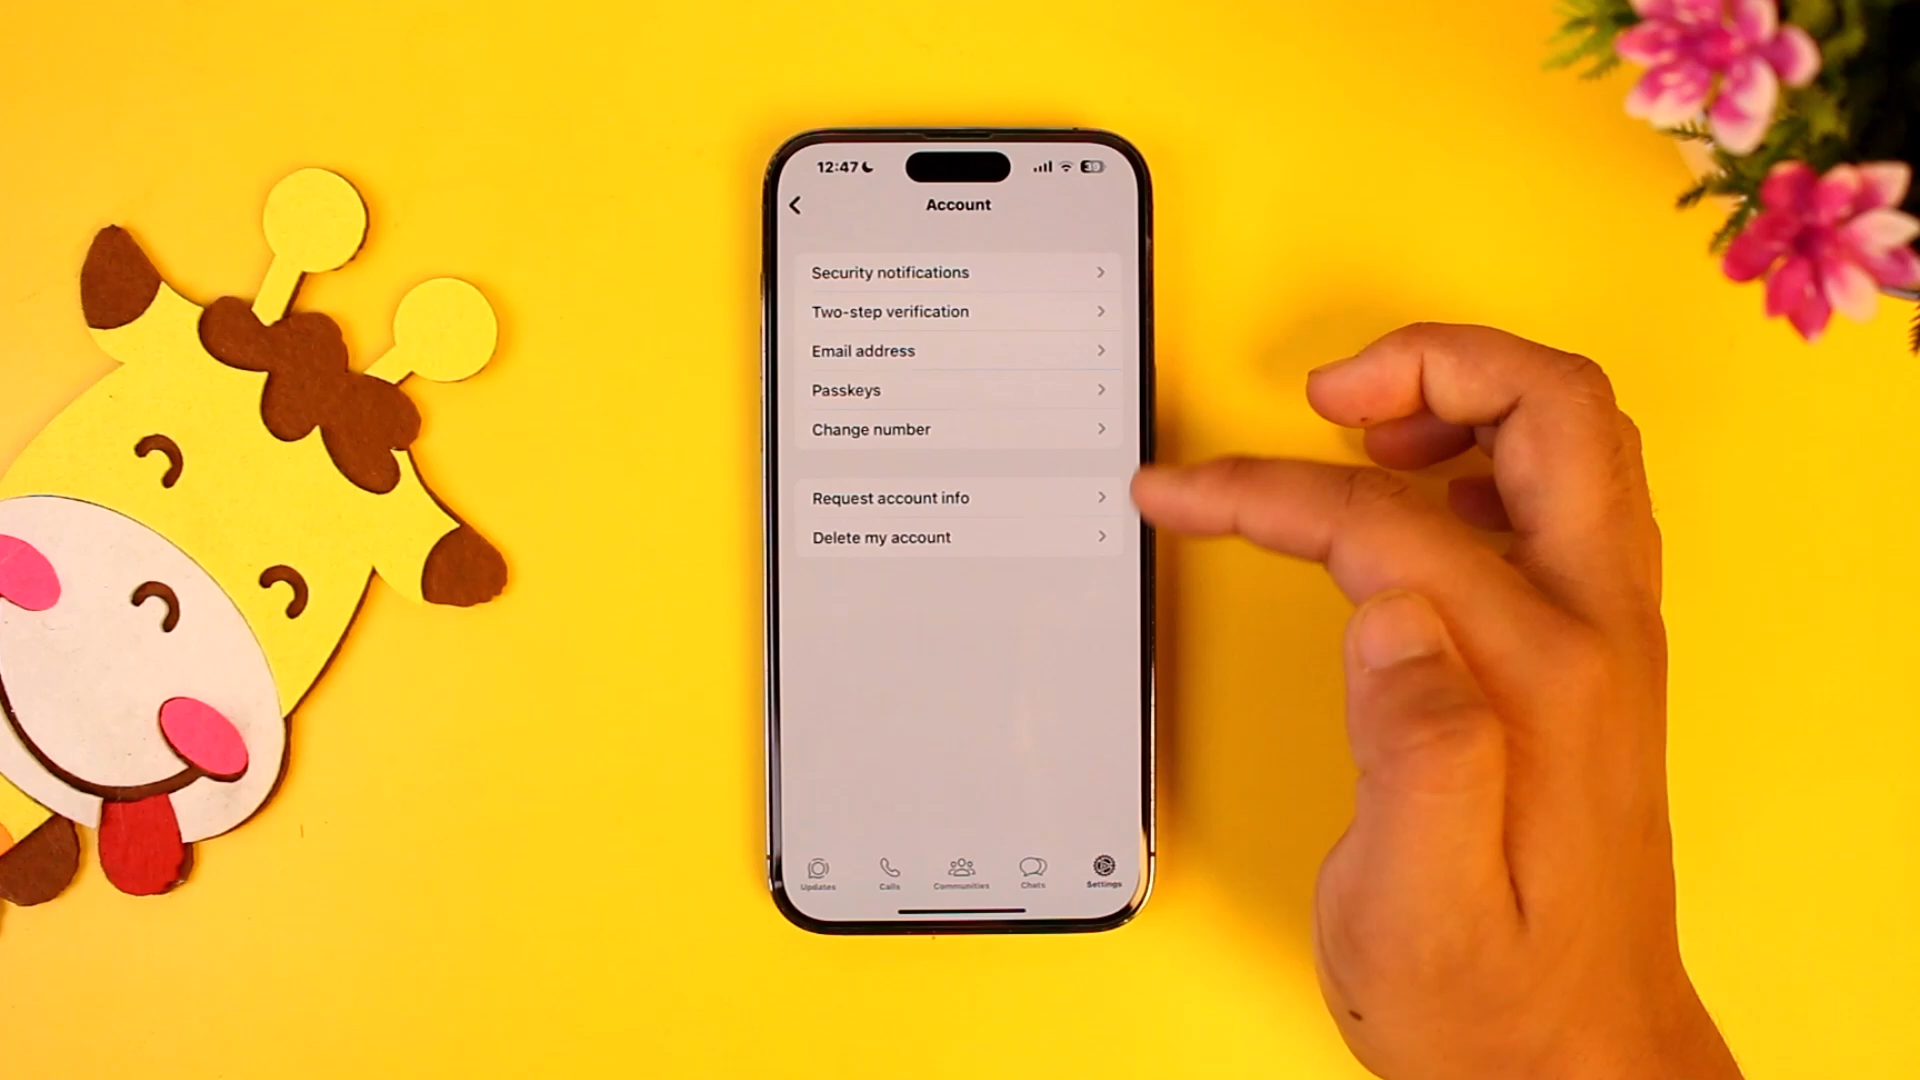 12:47
39
Account
Security notifications
Two-step verification
Email address
Passkeys
Change number
Request account info
Delete my account
Updates
Calls
Communities
Chats
Settings